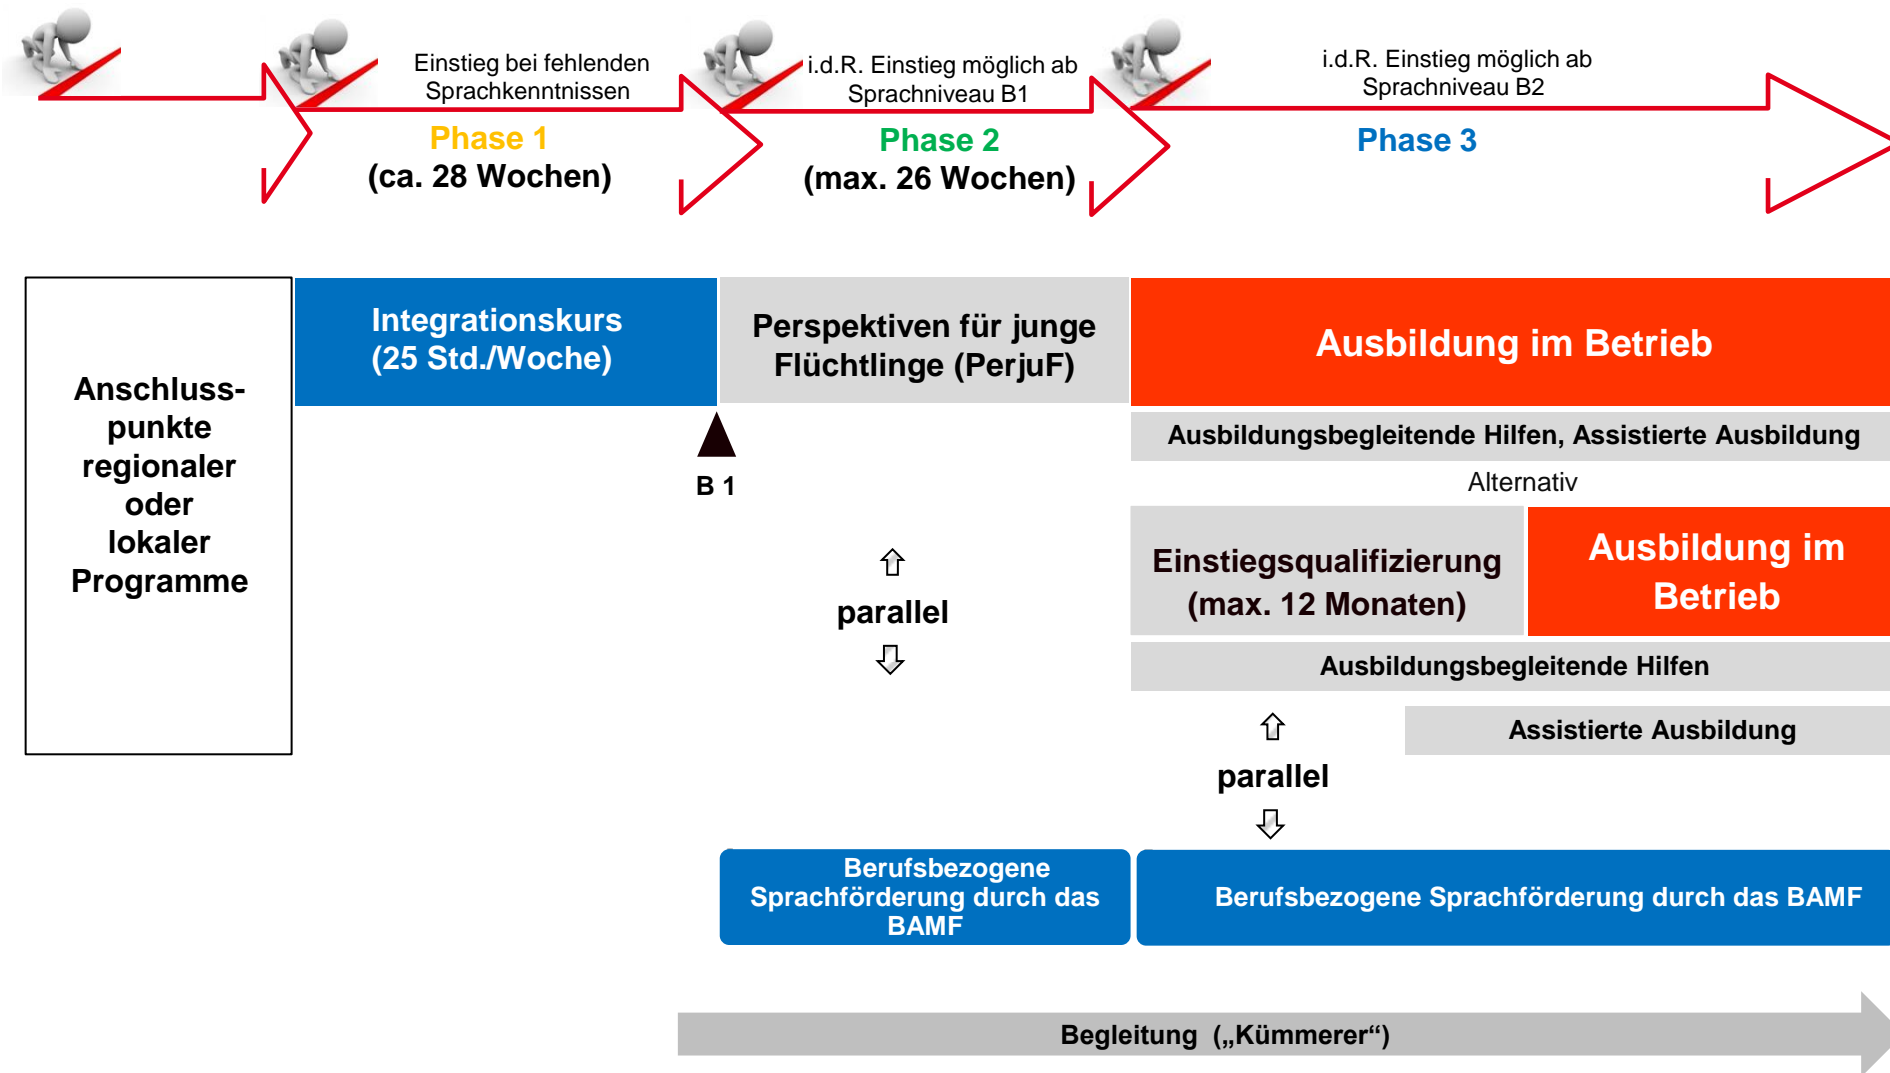 Einstieg bei fehlenden
Sprachkenntnissen
Phase 1
(ca. 28 Wochen)
i.d.R. Einstieg möglich ab
Sprachniveau B1
Phase 2
(max. 26 Wochen)
i.d.R. Einstieg möglich ab
Sprachniveau B2
Phase 3
Anschluss-
punkte
regionaler
oder
lokaler
Programme
Integrationskurs
(25 Std./Woche)
B 1
Perspektiven für junge
Flüchtlinge (PerjuF)
parallel
Ausbildung im Betrieb
Ausbildungsbegleitende Hilfen, Assistierte Ausbildung
Alternativ
Einstiegsqualifizierung
(max. 12 Monaten)
Ausbildung im
Betrieb
Ausbildungsbegleitende Hilfen
Assistierte Ausbildung
parallel
Berufsbezogene
Sprachförderung durch das
BAMF
Berufsbezogene Sprachförderung durch das BAMF
Begleitung („Kümmerer“)